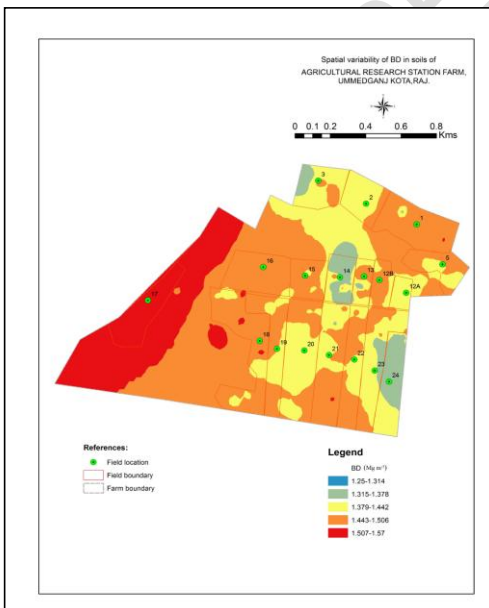 Spatial variability of BD in soils of
AGRICULTURAL RESEARCH STATION FARM,
UMMEDGANJ KOTA,RAJ.
0 0.1 0.2 0.4 0.6 0.8
Kms
3
2
1
5
16
15
14
13
12B
12A
17
18
19
20
21
22
23
24
References:
Field location
Field boundary
Farm boundary
Legend
BD (Mg m⁻³)
1.25-1.314
1.315-1.378
1.379-1.442
1.443-1.506
1.507-1.57